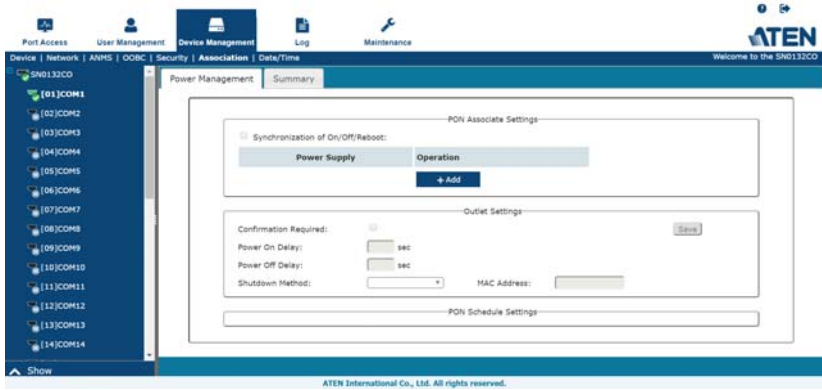 Port Access
User Management
Device Management
Log
Maintenance
ATEN
Device | Network | ANMS | OOBC | Security | Association | Date/Time
Welcome to the SN0132CO
SN0132CO
[01]COM1
[02]COM2
[03]COM3
[04]COM4
[05]COM5
[06]COM6
[07]COM7
[08]COM8
[09]COM9
[10]COM10
[11]COM11
[12]COM12
[13]COM13
[14]COM14
Show
Power Management
Summary
PON Associate Settings
Synchronization of On/Off/Reboot:
Power Supply
Operation
+ Add
Outlet Settings
Confirmation Required:
Save
Power On Delay:
sec
Power Off Delay:
sec
Shutdown Method:
MAC Address:
PON Schedule Settings
ATEN International Co., Ltd. All rights reserved.